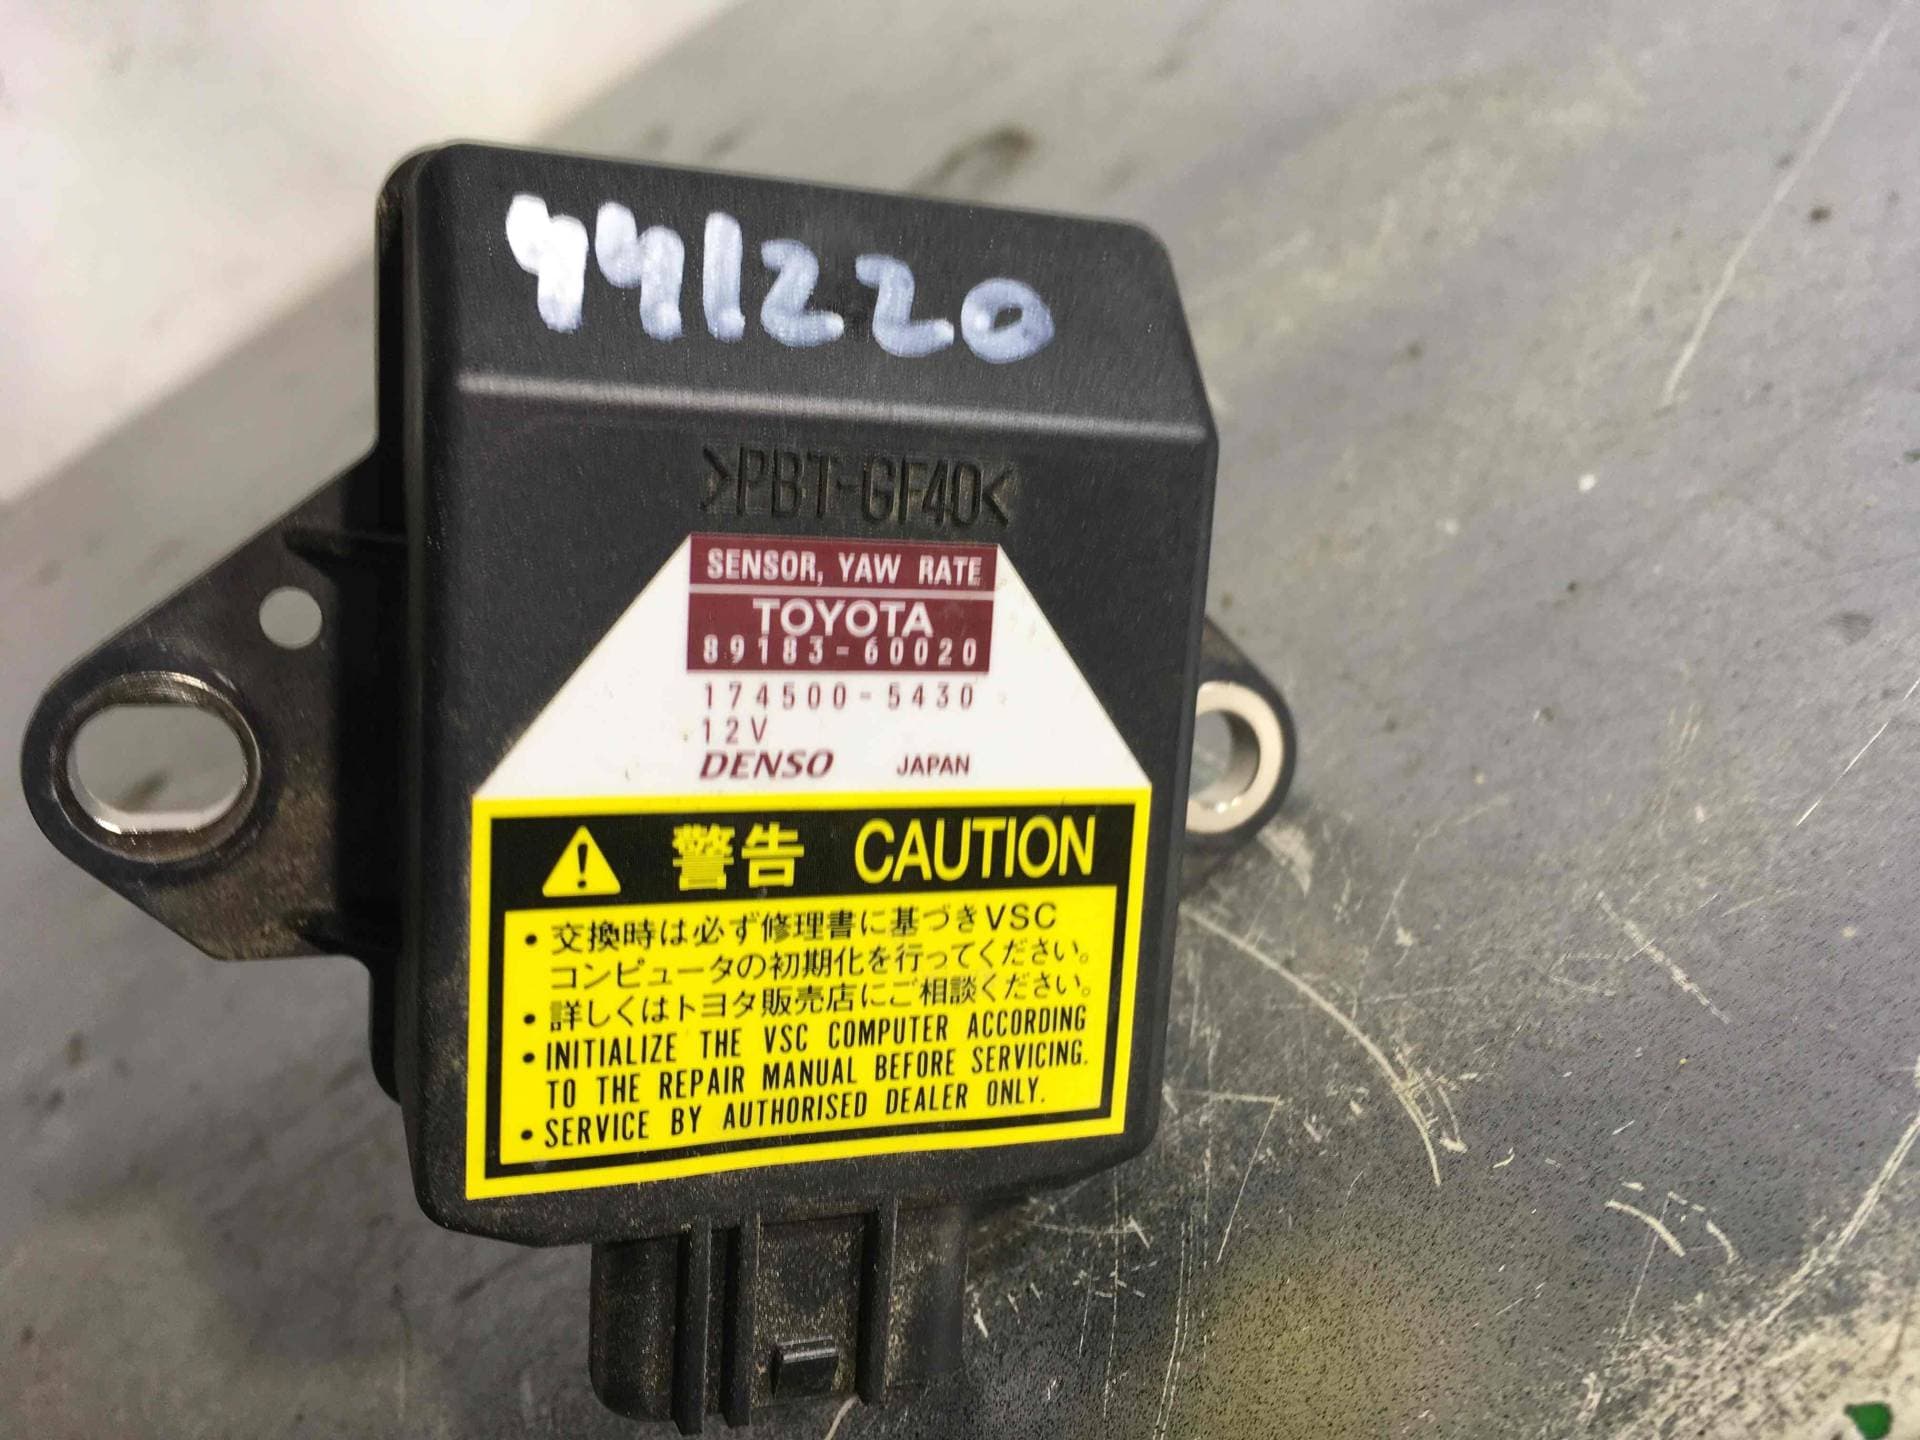 441220
>PBT-GF40<
SENSOR, YAW RATE
TOYOTA
89183-60020
174500-5430
12V
DENSO JAPAN
警告 CAUTION
• 交換時は必ず修理書に基づきVSC
コンピュータの初期化を行ってください。
• 詳しくはトヨタ販売店にご相談ください。
• INITIALIZE THE VSC COMPUTER ACCORDING
TO THE REPAIR MANUAL BEFORE SERVICING.
• SERVICE BY AUTHORISED DEALER ONLY.